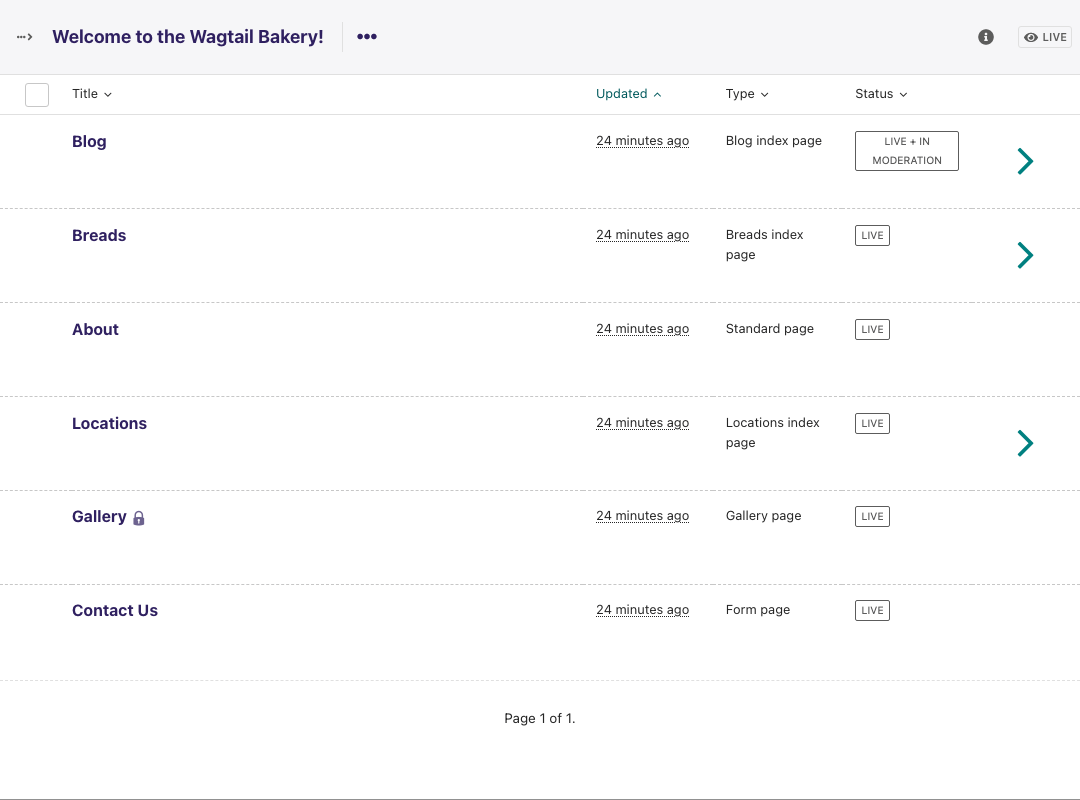 Welcome to the Wagtail Bakery!
LIVE
Title Updated Type Status
Blog 24 minutes ago Blog index page LIVE + IN
MODERATION
Breads 24 minutes ago Breads index LIVE
page
About 24 minutes ago Standard page LIVE
Locations 24 minutes ago Locations index LIVE
page
Gallery 24 minutes ago Gallery page LIVE
Contact Us 24 minutes ago Form page LIVE
Page 1 of 1.